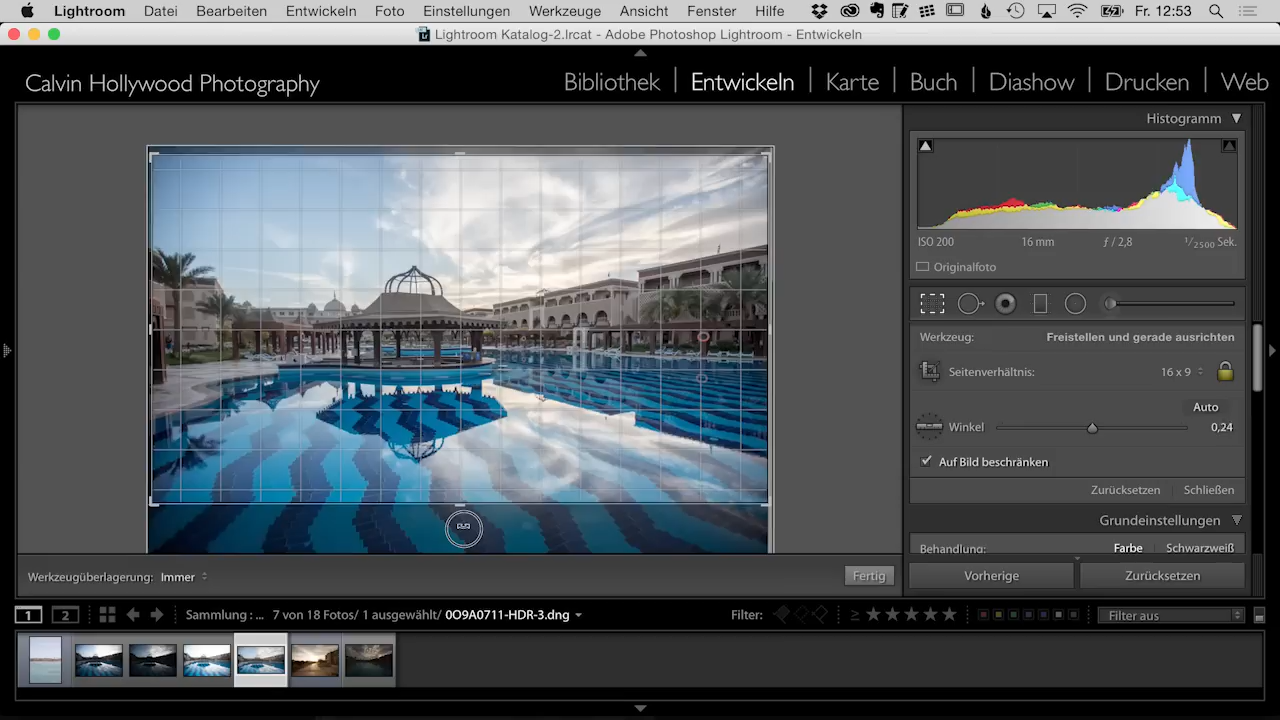 Lightroom Datei Bearbeiten Entwickeln Foto Einstellungen Werkzeuge Ansicht Fenster Hilfe Fr. 12:53
Lightroom Katalog-2.lrcat - Adobe Photoshop Lightroom - Entwickeln
Calvin Hollywood Photography
Bibliothek | Entwickeln | Karte | Buch | Diashow | Drucken | Web
Histogramm
ISO 200 16 mm ƒ / 2,8 1/2500 Sek.
Originalfoto
Werkzeug: Freistellen und gerade ausrichten
Seitenverhältnis: 16 x 9
Auto
Winkel 0,24
Auf Bild beschränken
Zurücksetzen Schließen
Grundeinstellungen
Behandlung: Farbe Schwarzweiß
Werkzeugüberlagerung: Immer Fertig Vorherige Zurücksetzen
1 2 Sammlung : ... 7 von 18 Fotos/ 1 ausgewählt/ 0O9A0711-HDR-3.dng Filter: Filter aus